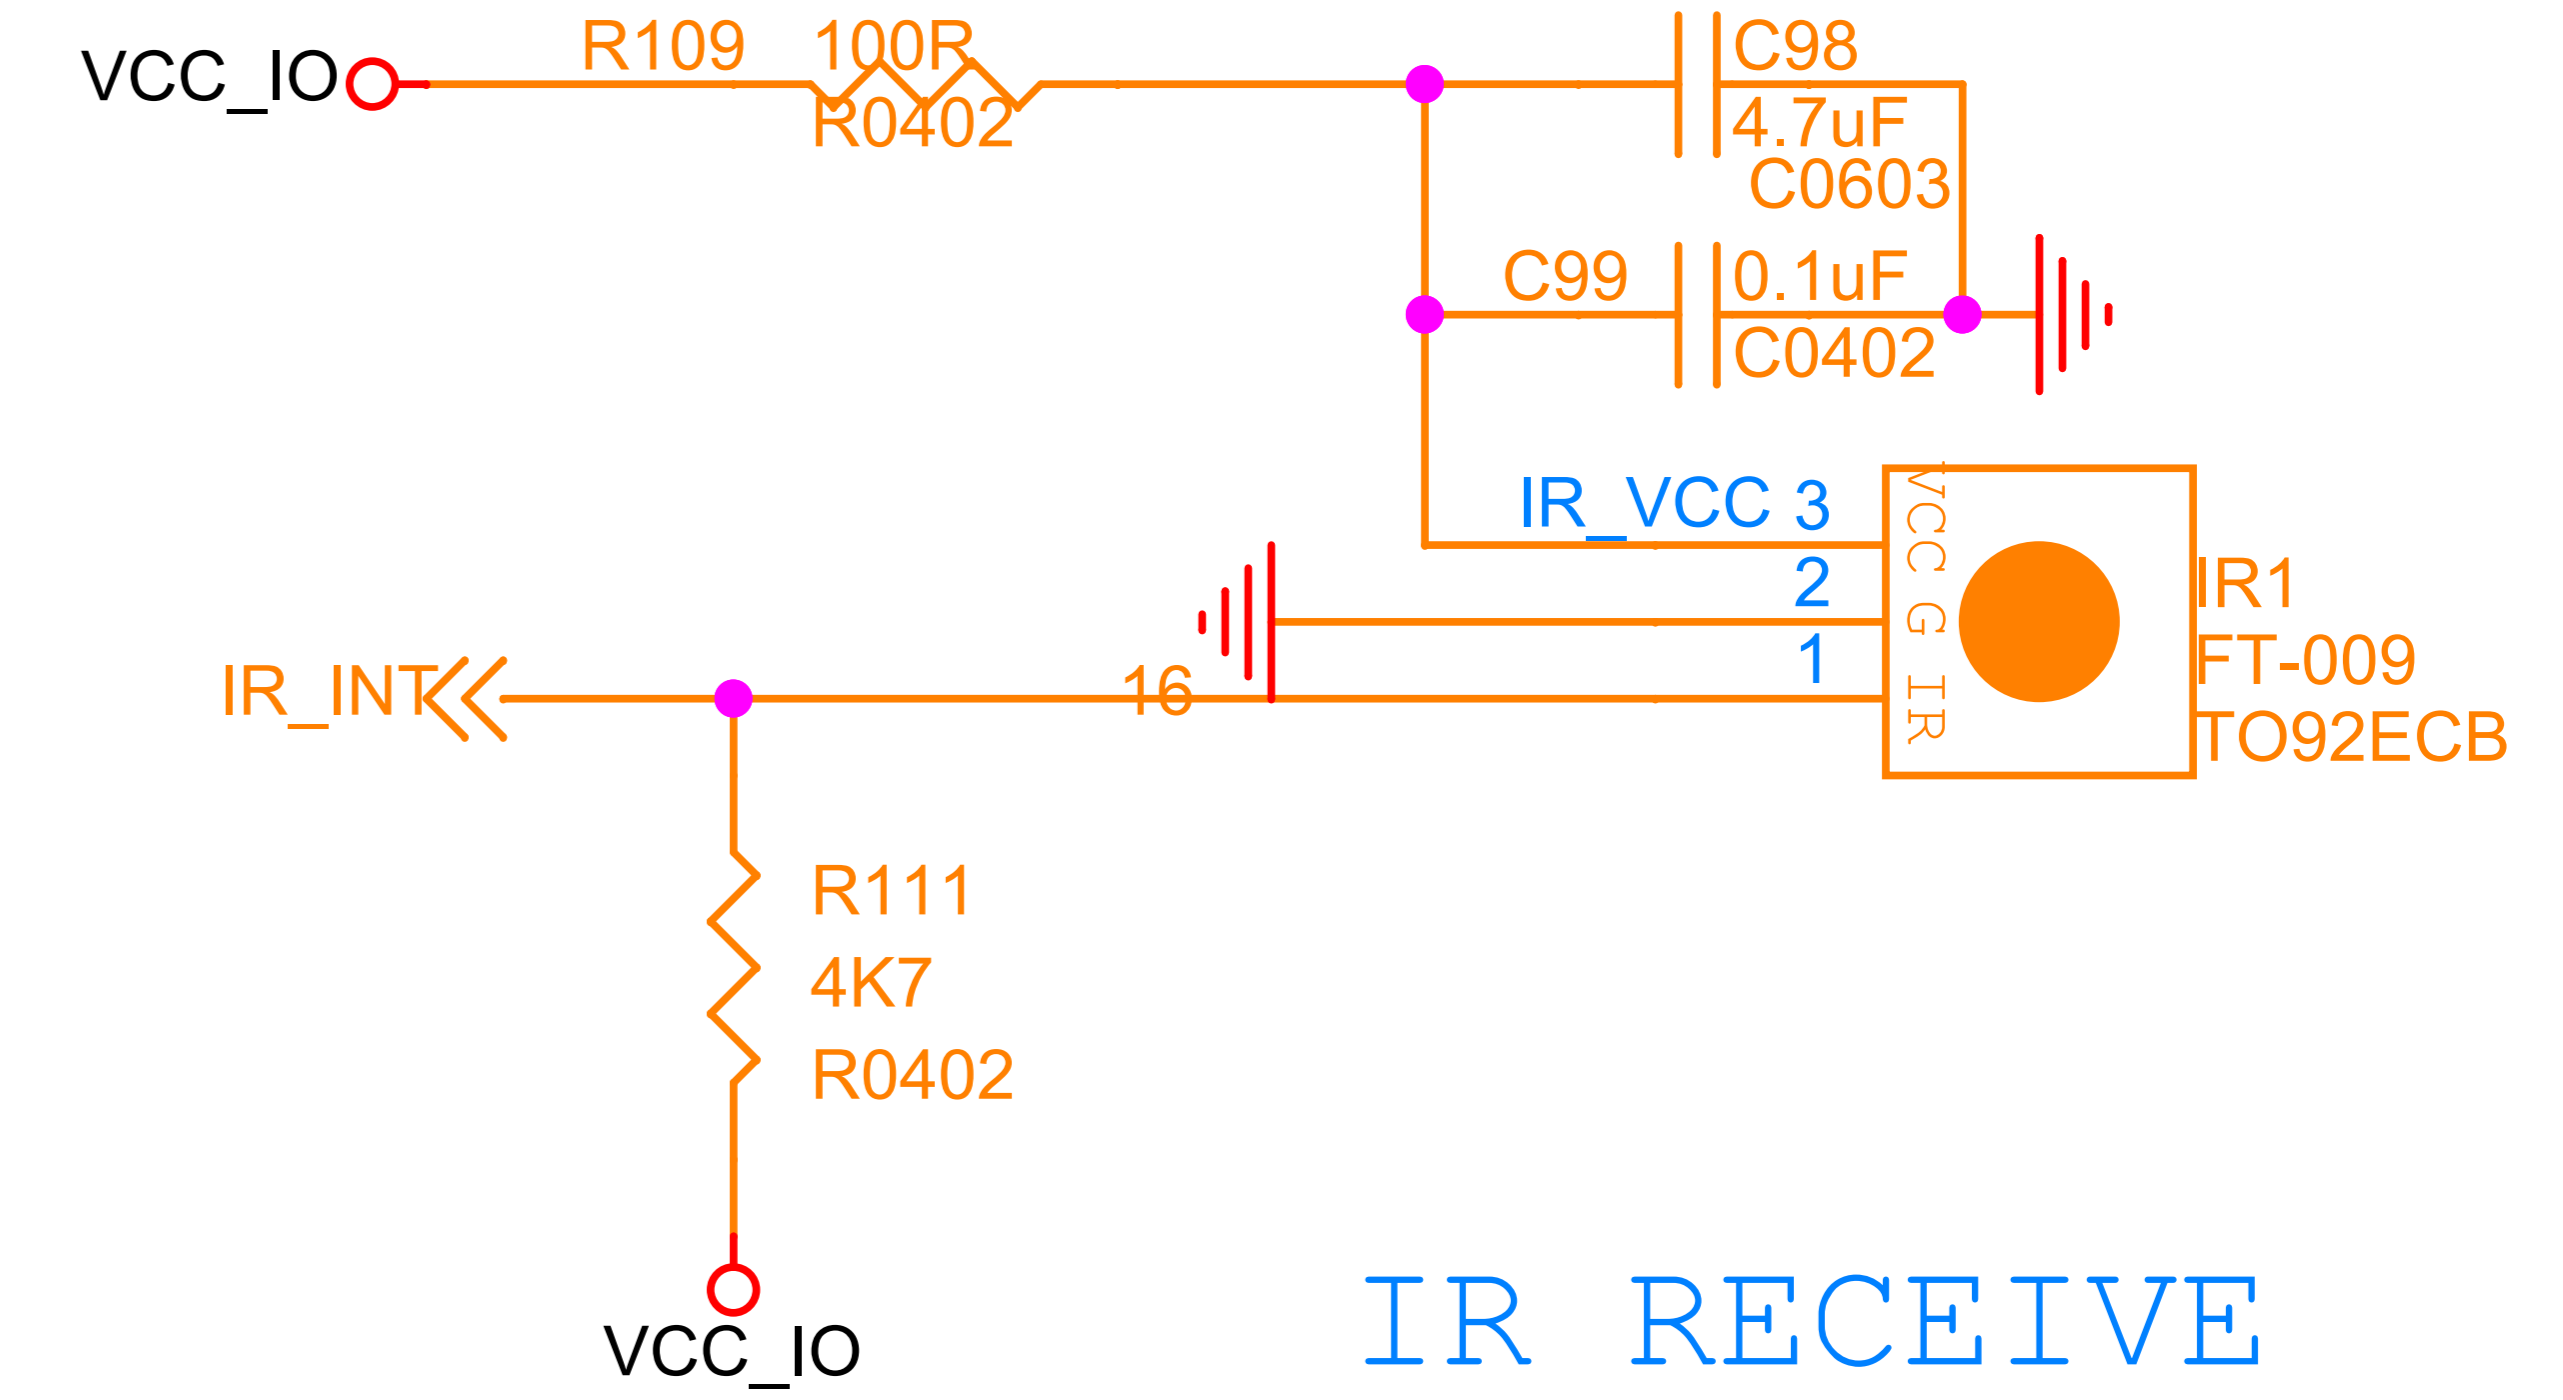 VCC_IO
R109 100R
R0402
C98
4.7uF
C0603
C99 0.1uF
C0402
IR_VCC 3
2
1
VCC G IR
IR1
FT-009
TO92ECB
IR_INT
16
R111
4K7
R0402
VCC_IO
IR RECEIVE